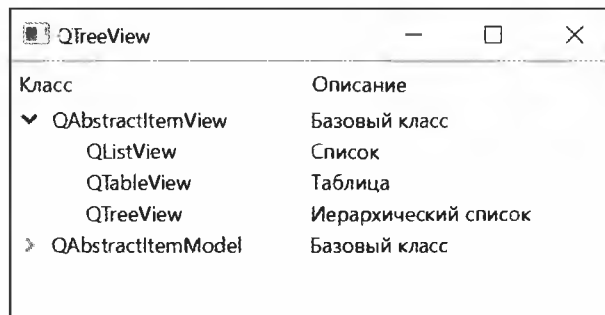 QTreeView
Класс Описание
QAbstractItemView Базовый класс
QListView Список
QTableView Таблица
QTreeView Иерархический список
QAbstractItemModel Базовый класс